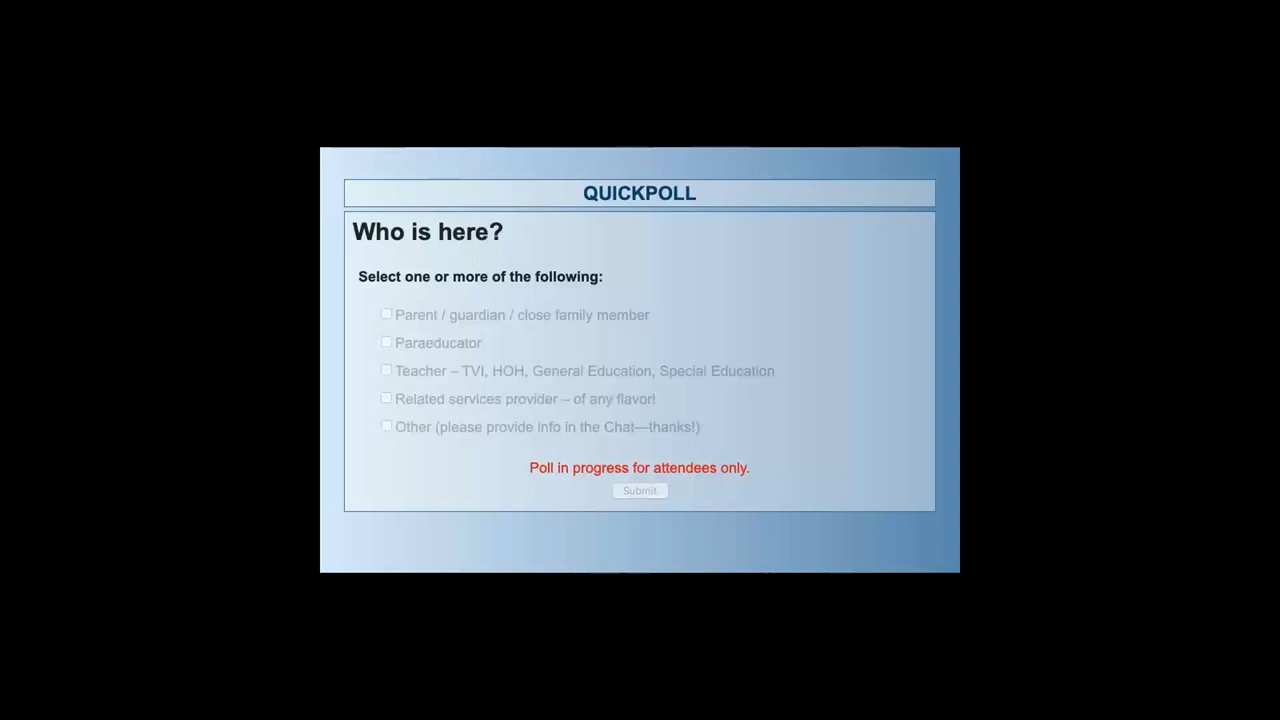 QUICKPOLL
Who is here?
Select one or more of the following:
Parent / guardian / close family member
Paraeducator
Teacher – TVI, HOH, General Education, Special Education
Related services provider – of any flavor!
Other (please provide info in the Chat—thanks!)
Poll in progress for attendees only.
Submit